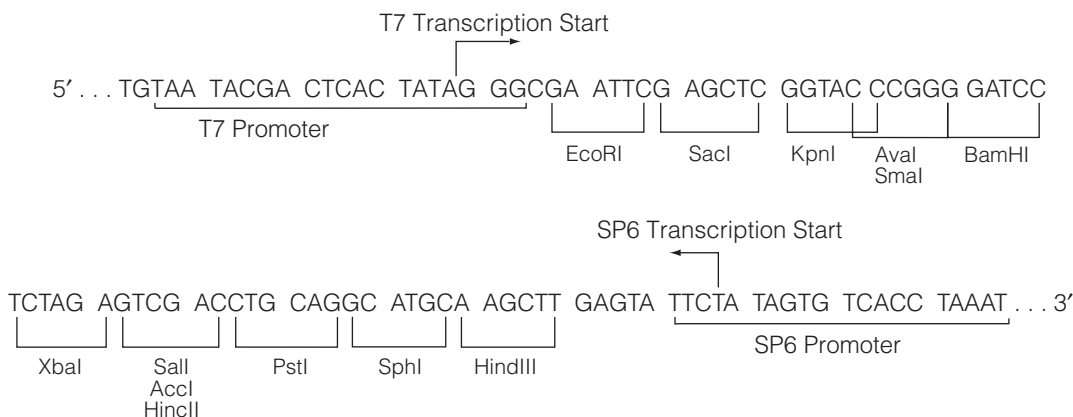 T7 Transcription Start
5′ . . . TGTAA TACGA CTCAC TATAG GGCGA ATTCG AGCTC GGTAC CCGGG GATCC
T7 Promoter
EcoRI SacI KpnI AvaI BamHI
SmaI
SP6 Transcription Start
TCTAG AGTCG ACCTG CAGGC ATGCA AGCTT GAGTA TTCTA TAGTG TCACC TAAAT . . . 3′
SP6 Promoter
XbaI SalI PstI SphI HindIII
AccI
HincII